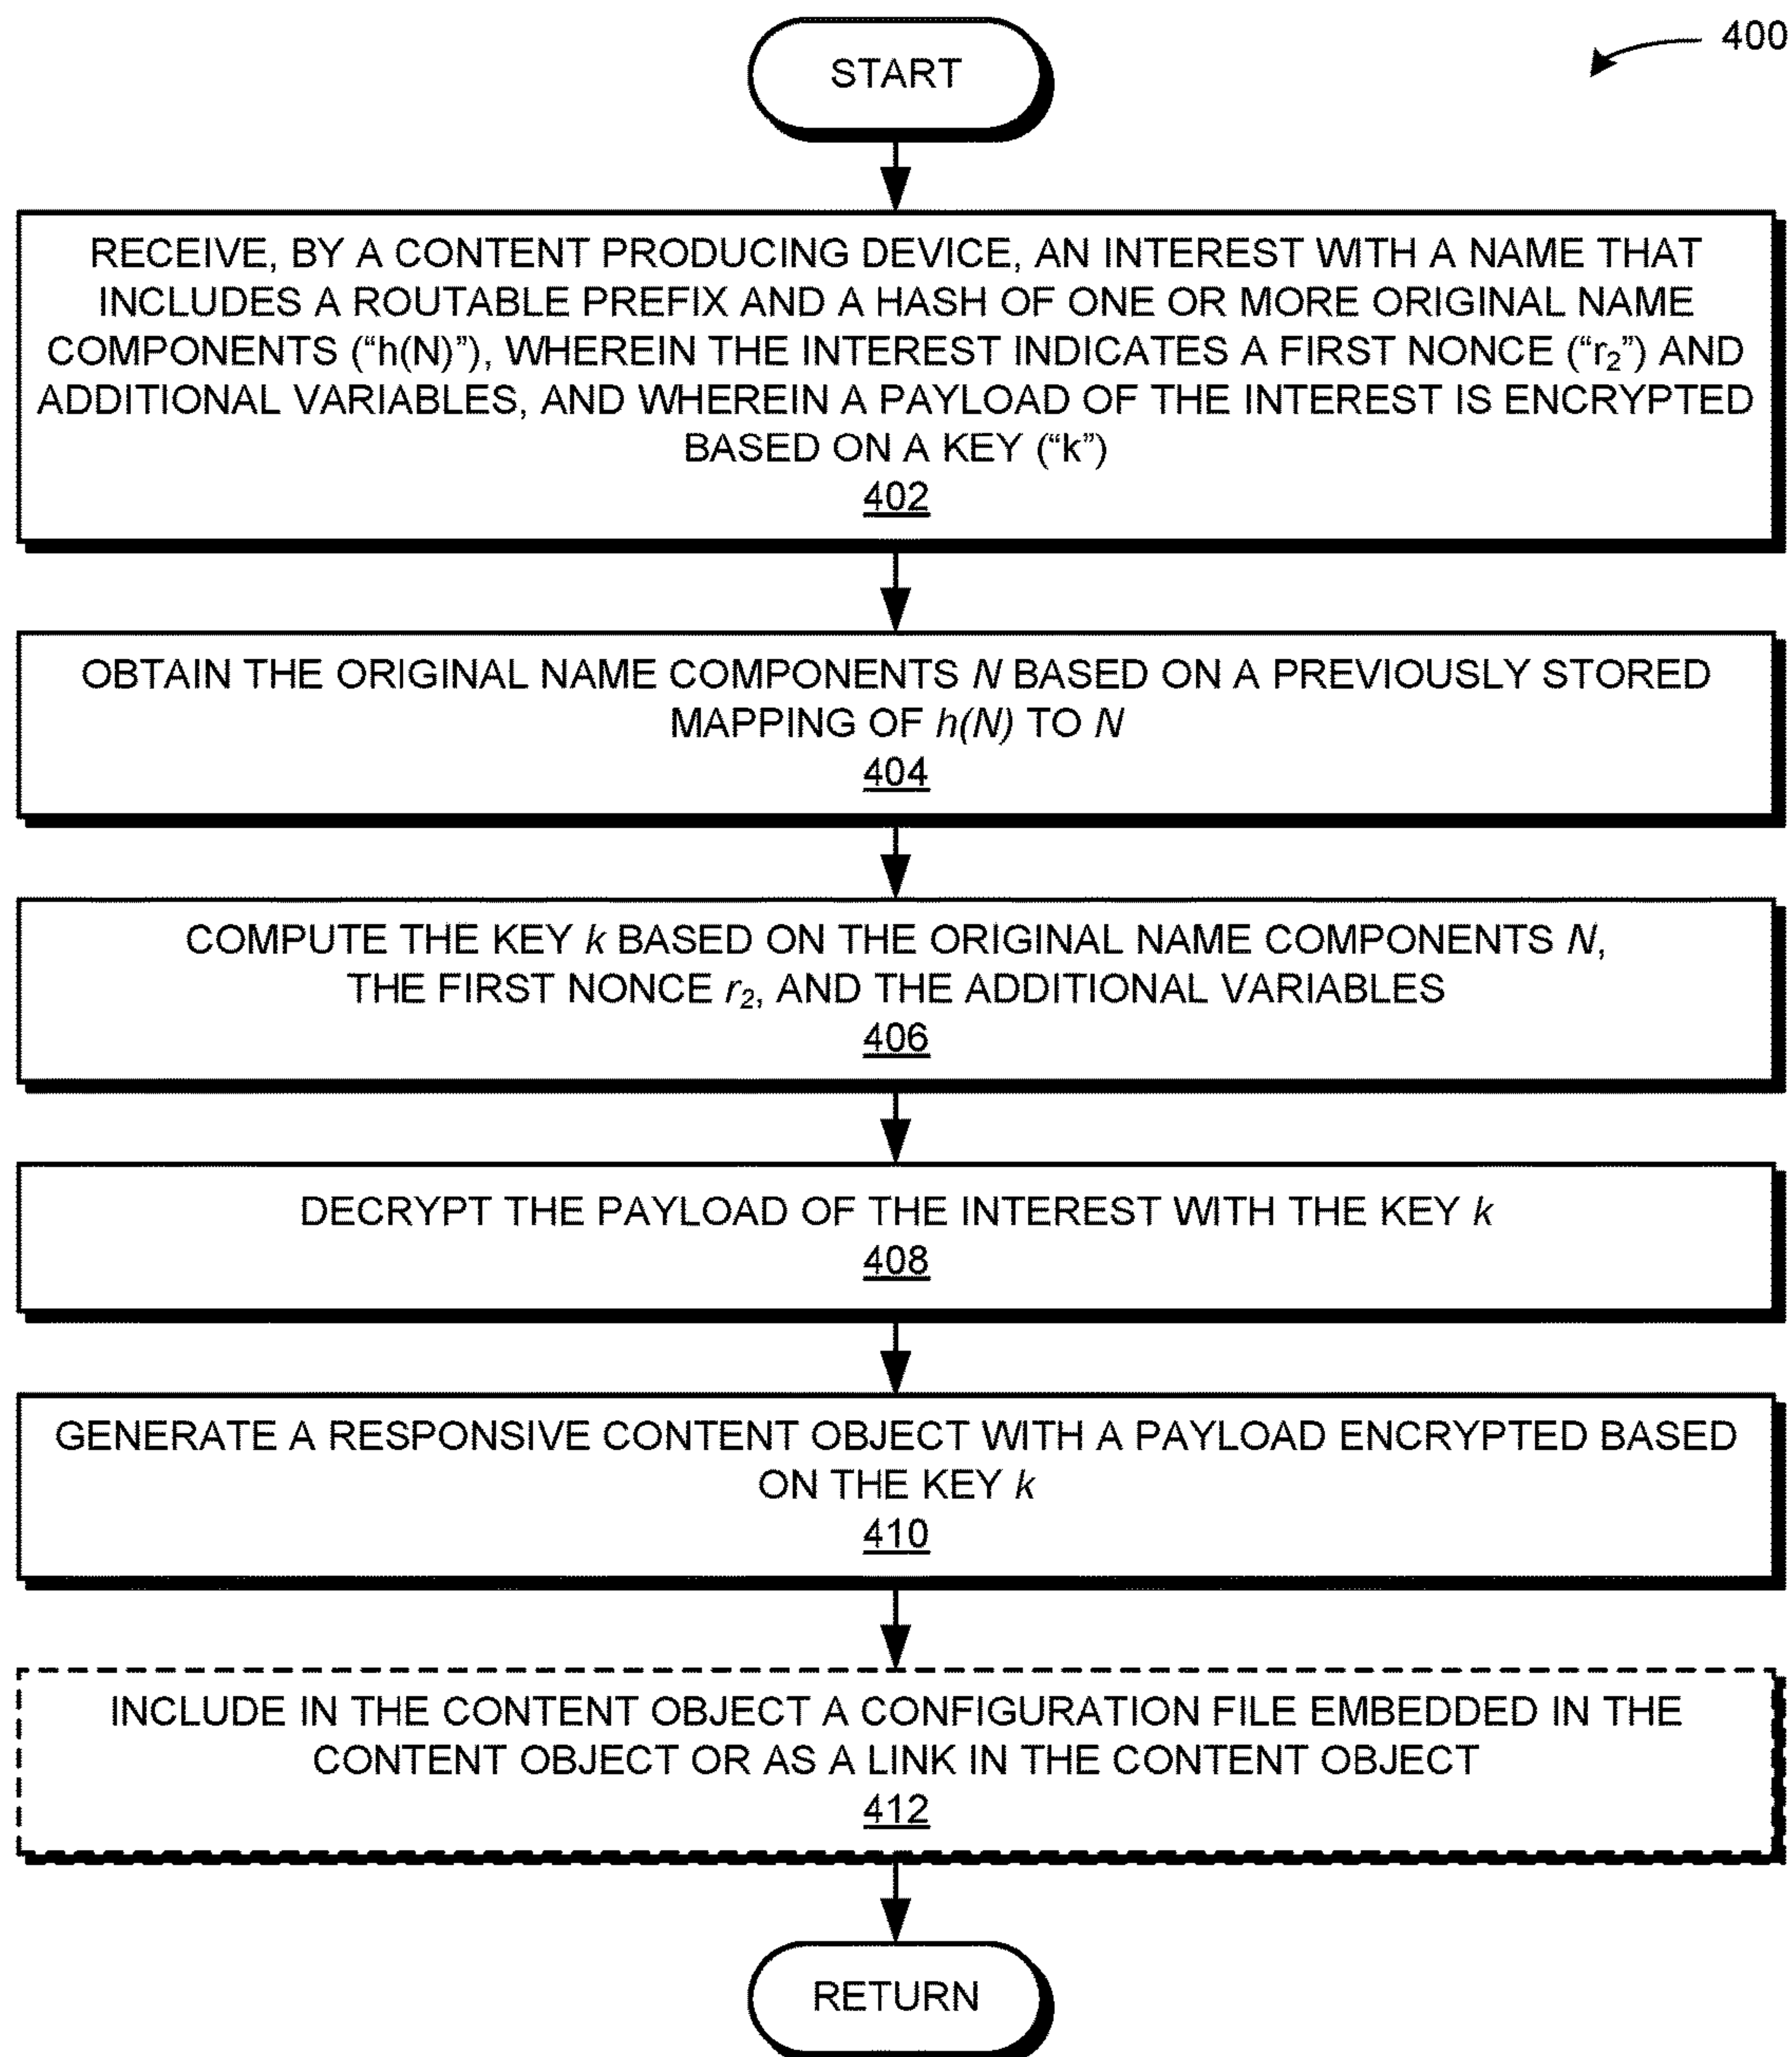 400
START
RECEIVE, BY A CONTENT PRODUCING DEVICE, AN INTEREST WITH A NAME THAT
INCLUDES A ROUTABLE PREFIX AND A HASH OF ONE OR MORE ORIGINAL NAME
COMPONENTS (“h(N)”), WHEREIN THE INTEREST INDICATES A FIRST NONCE (“r₂”) AND
ADDITIONAL VARIABLES, AND WHEREIN A PAYLOAD OF THE INTEREST IS ENCRYPTED
BASED ON A KEY (“k”)
402
OBTAIN THE ORIGINAL NAME COMPONENTS N BASED ON A PREVIOUSLY STORED
MAPPING OF h(N) TO N
404
COMPUTE THE KEY k BASED ON THE ORIGINAL NAME COMPONENTS N,
THE FIRST NONCE r₂, AND THE ADDITIONAL VARIABLES
406
DECRYPT THE PAYLOAD OF THE INTEREST WITH THE KEY k
408
GENERATE A RESPONSIVE CONTENT OBJECT WITH A PAYLOAD ENCRYPTED BASED
ON THE KEY k
410
INCLUDE IN THE CONTENT OBJECT A CONFIGURATION FILE EMBEDDED IN THE
CONTENT OBJECT OR AS A LINK IN THE CONTENT OBJECT
412
RETURN